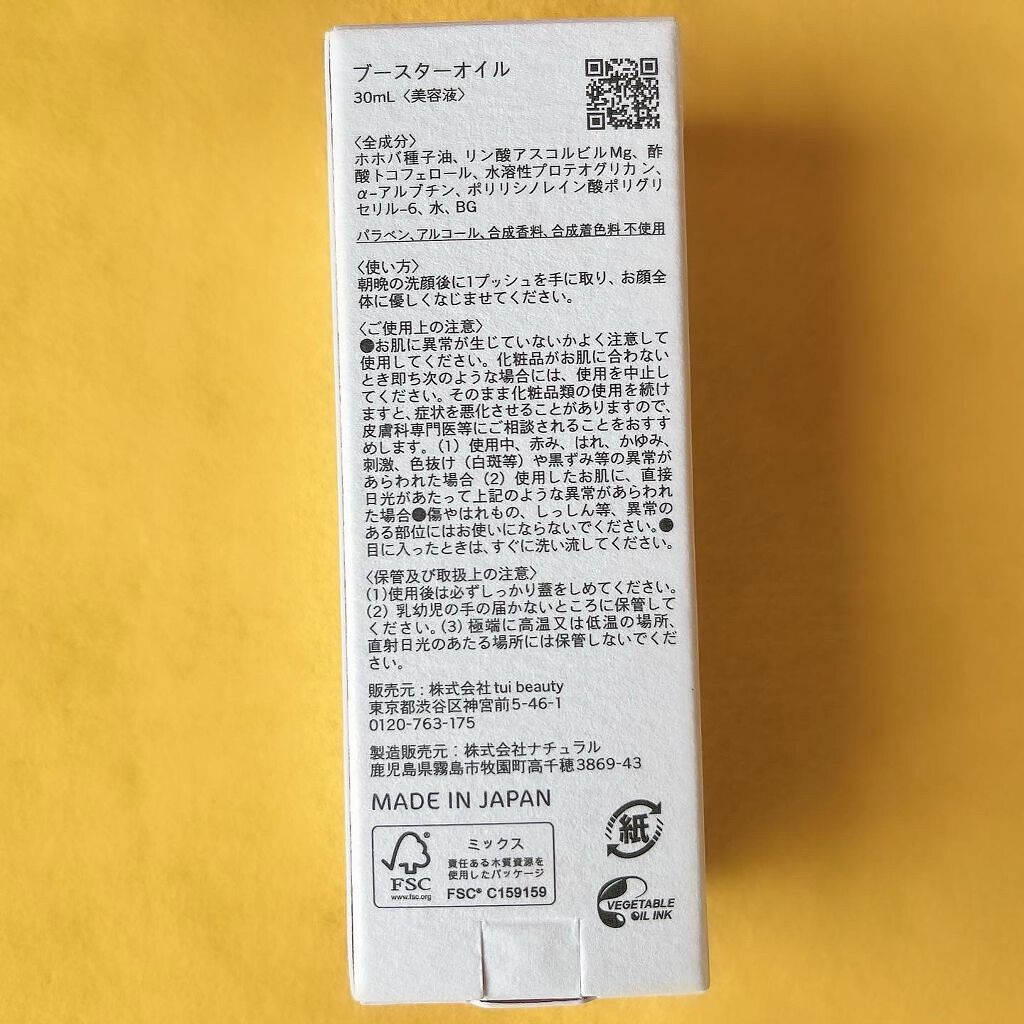 ブースターオイル
30mL〈美容液〉
〈全成分〉
ホホバ種子油、リン酸アスコルビルMg、酢
酸トコフェロール、水溶性プロテオグリカン、
α-アルブチン、ポリリシノレイン酸ポリグリ
セリル-6、水、BG
パラベン、アルコール、合成香料、合成着色料 不使用
〈使い方〉
朝晩の洗顔後に1プッシュを手に取り、お顔全
体に優しくなじませてください。
〈ご使用上の注意〉
●お肌に異常が生じていないかよく注意して
使用してください。化粧品がお肌に合わない
とき即ち次のような場合には、使用を中止し
てください。そのまま化粧品類の使用を続け
ますと、症状を悪化させることがありますので、
皮膚科専門医等にご相談されることをおすす
めします。(1) 使用中、赤み、はれ、かゆみ、
刺激、色抜け（白斑等）や黒ずみ等の異常が
あらわれた場合 (2) 使用したお肌に、直接
日光があたって上記のような異常があらわれ
た場合●傷やはれもの、しっしん等、異常の
ある部位にはお使いにならないでください。●
目に入ったときは、すぐに洗い流してください。
〈保管及び取扱上の注意〉
(1)使用後は必ずしっかり蓋をしめてください。
(2) 乳幼児の手の届かないところに保管して
ください。(3) 極端に高温又は低温の場所、
直射日光のあたる場所には保管しないでくだ
さい。
販売元：株式会社tui beauty
東京都渋谷区神宮前5-46-1
0120-763-175
製造販売元：株式会社ナチュラル
鹿児島県霧島市牧園町高千穂3869-43
MADE IN JAPAN
紙
FSC
www.fsc.org
ミックス
責任ある木質資源を
使用したパッケージ
FSC® C159159
VEGETABLE
OIL INK